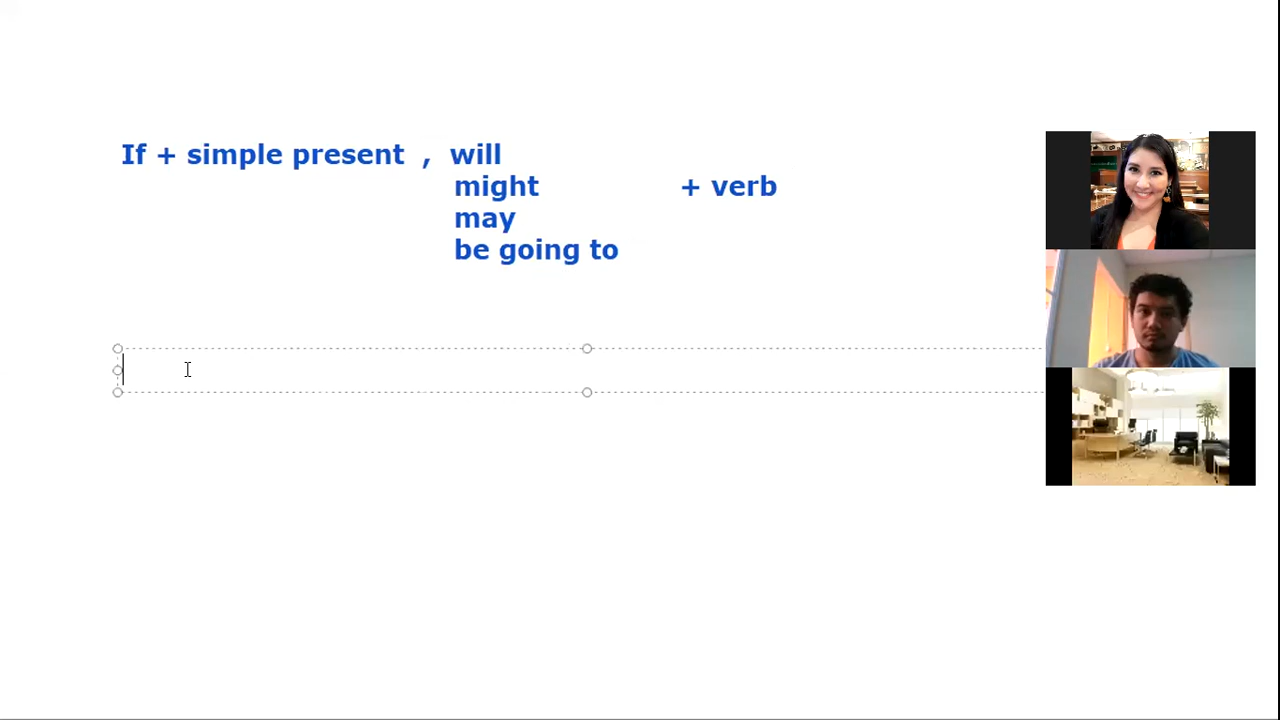 If + simple present , will
might + verb
may
be going to